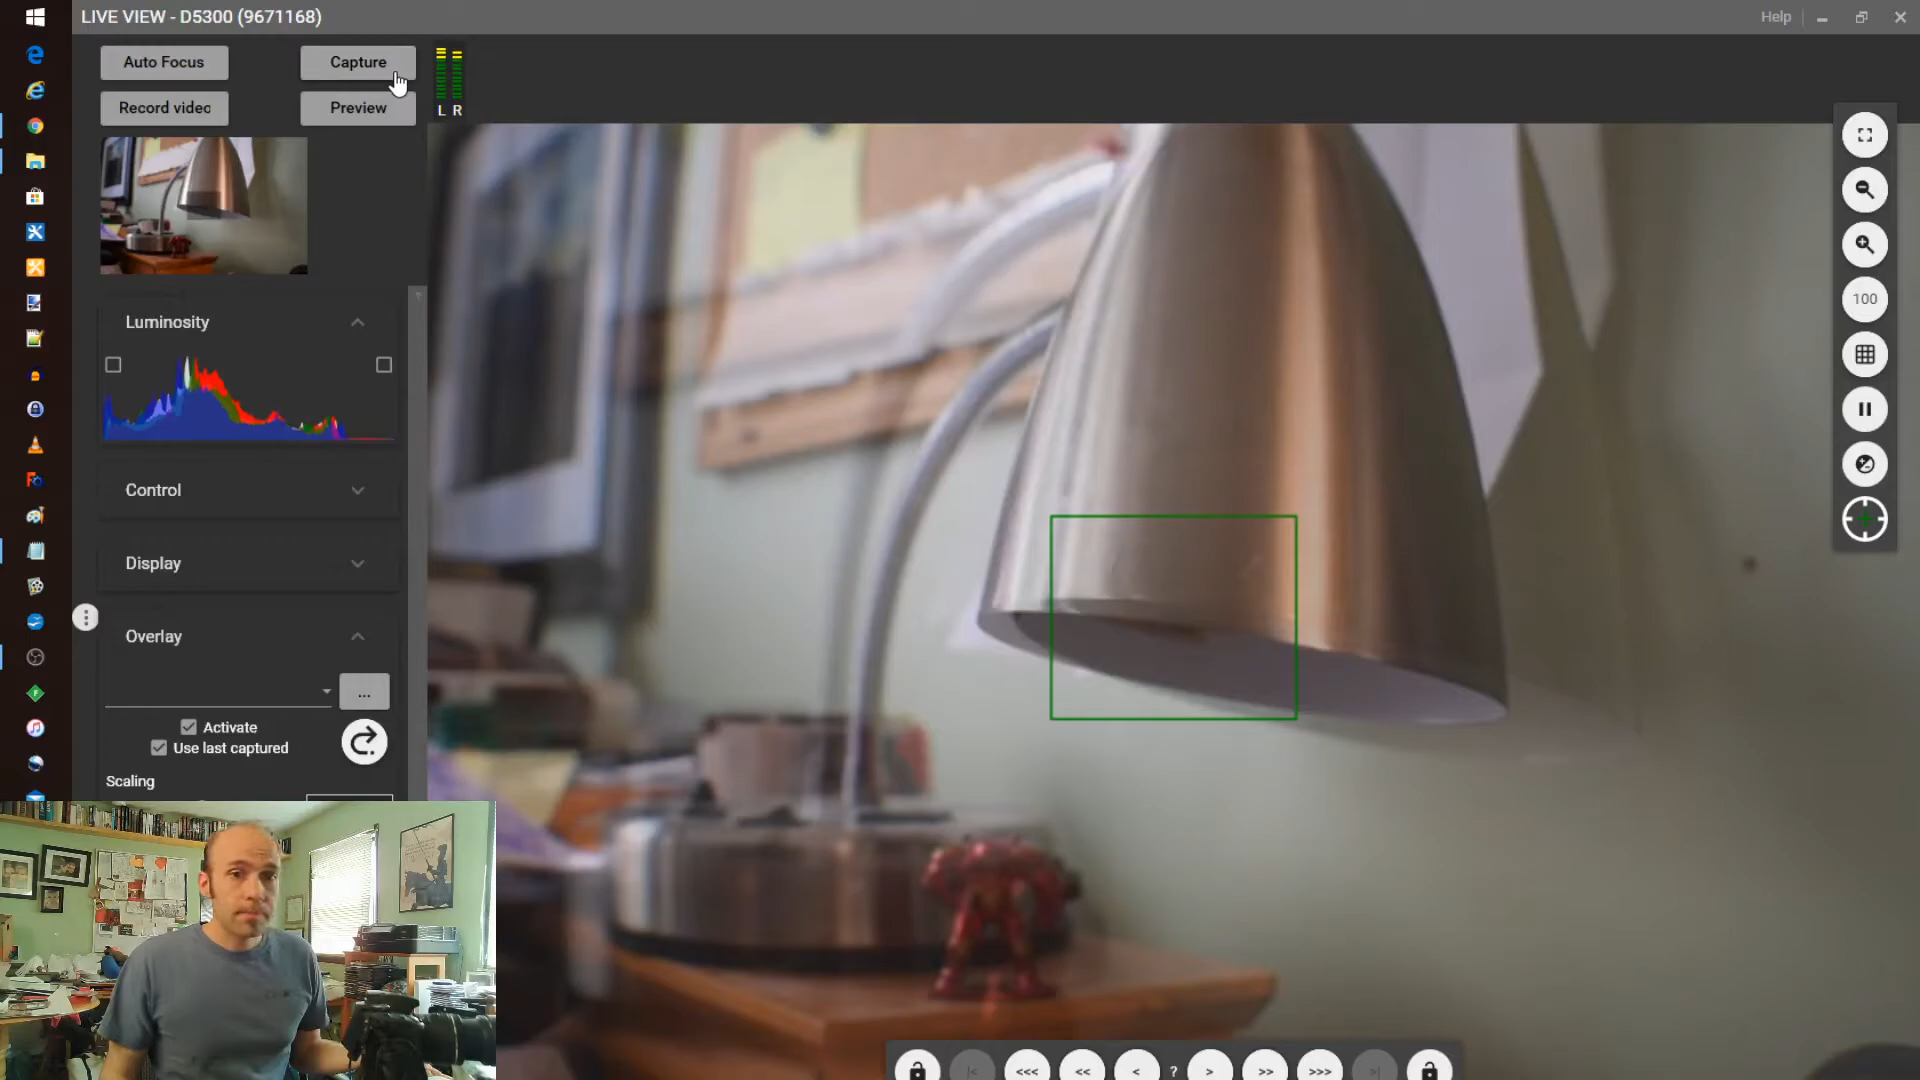 LIVE VIEW - D5300 (9671168)
Help
Auto Focus
Capture
Record video
Preview
L R
Luminosity
100
Control
Display
Overlay
...
Activate
Use last captured
Scaling
|< <<< << < ? > >> >>> >|